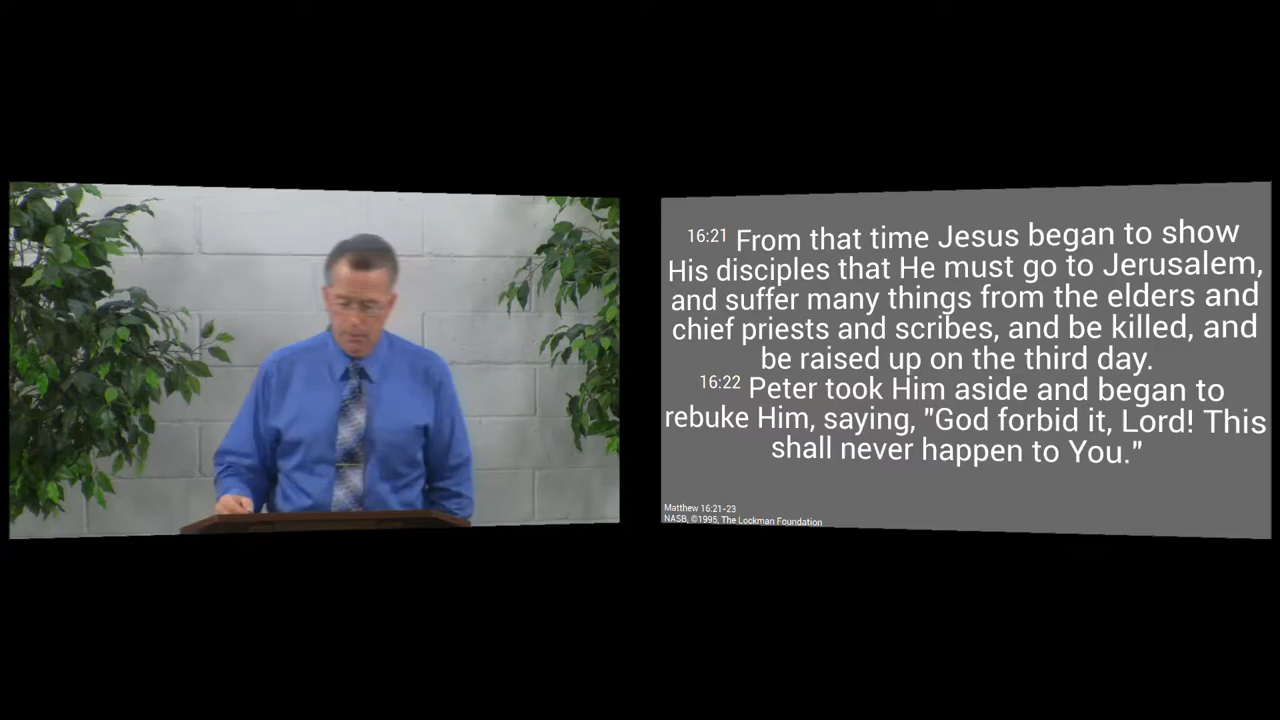 16:21 From that time Jesus began to show
His disciples that He must go to Jerusalem,
and suffer many things from the elders and
chief priests and scribes, and be killed, and
be raised up on the third day.
16:22 Peter took Him aside and began to
rebuke Him, saying, "God forbid it, Lord! This
shall never happen to You."
Matthew 16:21-23
NASB, ©1995, The Lockman Foundation